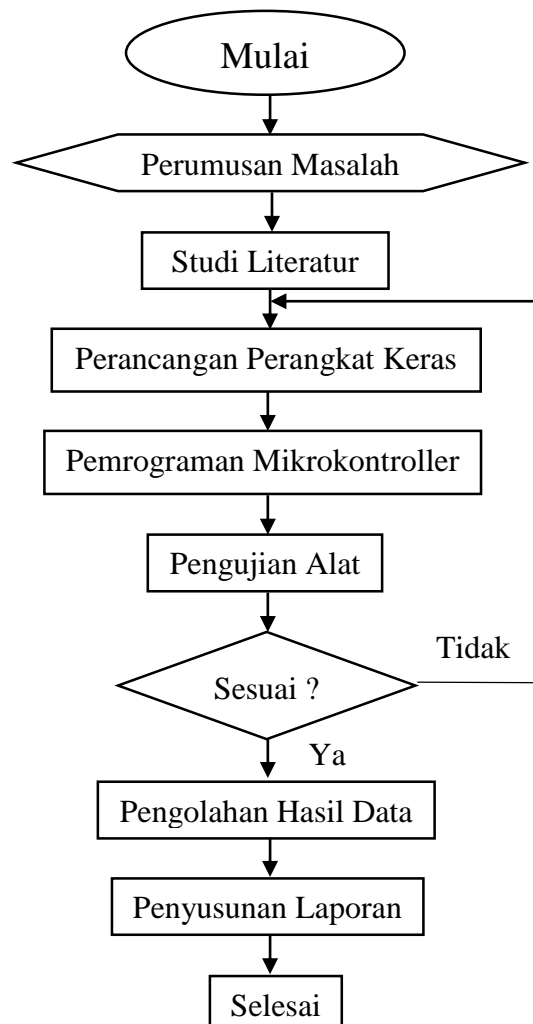 Mulai
Perumusan Masalah
Studi Literatur
Perancangan Perangkat Keras
Pemrograman Mikrokontroller
Pengujian Alat
Tidak
Sesuai ?
Ya
Pengolahan Hasil Data
Penyusunan Laporan
Selesai